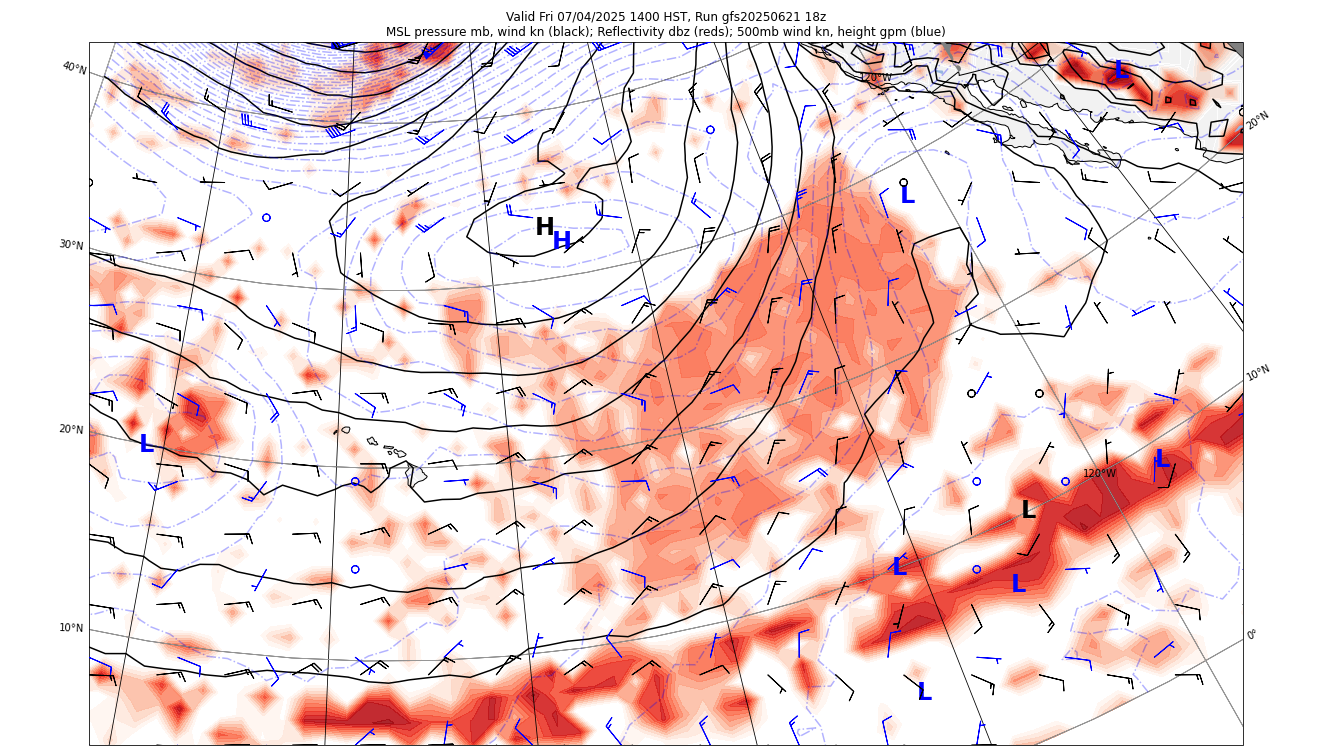 Valid Fri 07/04/2025 1400 HST, Run gfs20250621 18z
MSL pressure mb, wind kn (black); Reflectivity dbz (reds); 500mb wind kn, height gpm (blue)
40°N
L
120°W
20°N
L
H
H
30°N
10°N
20°N
L
L
120°W
L
L
L
10°N
0°
L